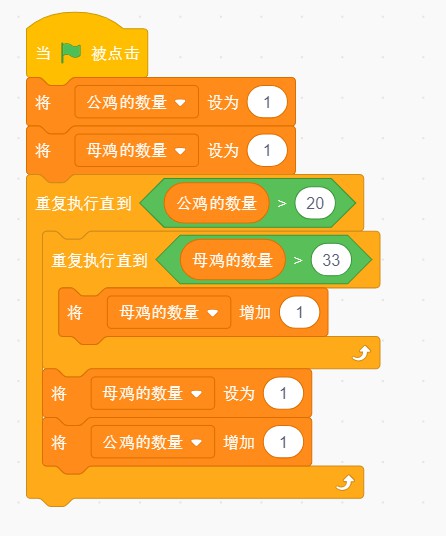 当 被点击
将 公鸡的数量 设为 1
将 母鸡的数量 设为 1
重复执行直到 公鸡的数量 > 20
重复执行直到 母鸡的数量 > 33
将 母鸡的数量 增加 1
将 母鸡的数量 设为 1
将 公鸡的数量 增加 1